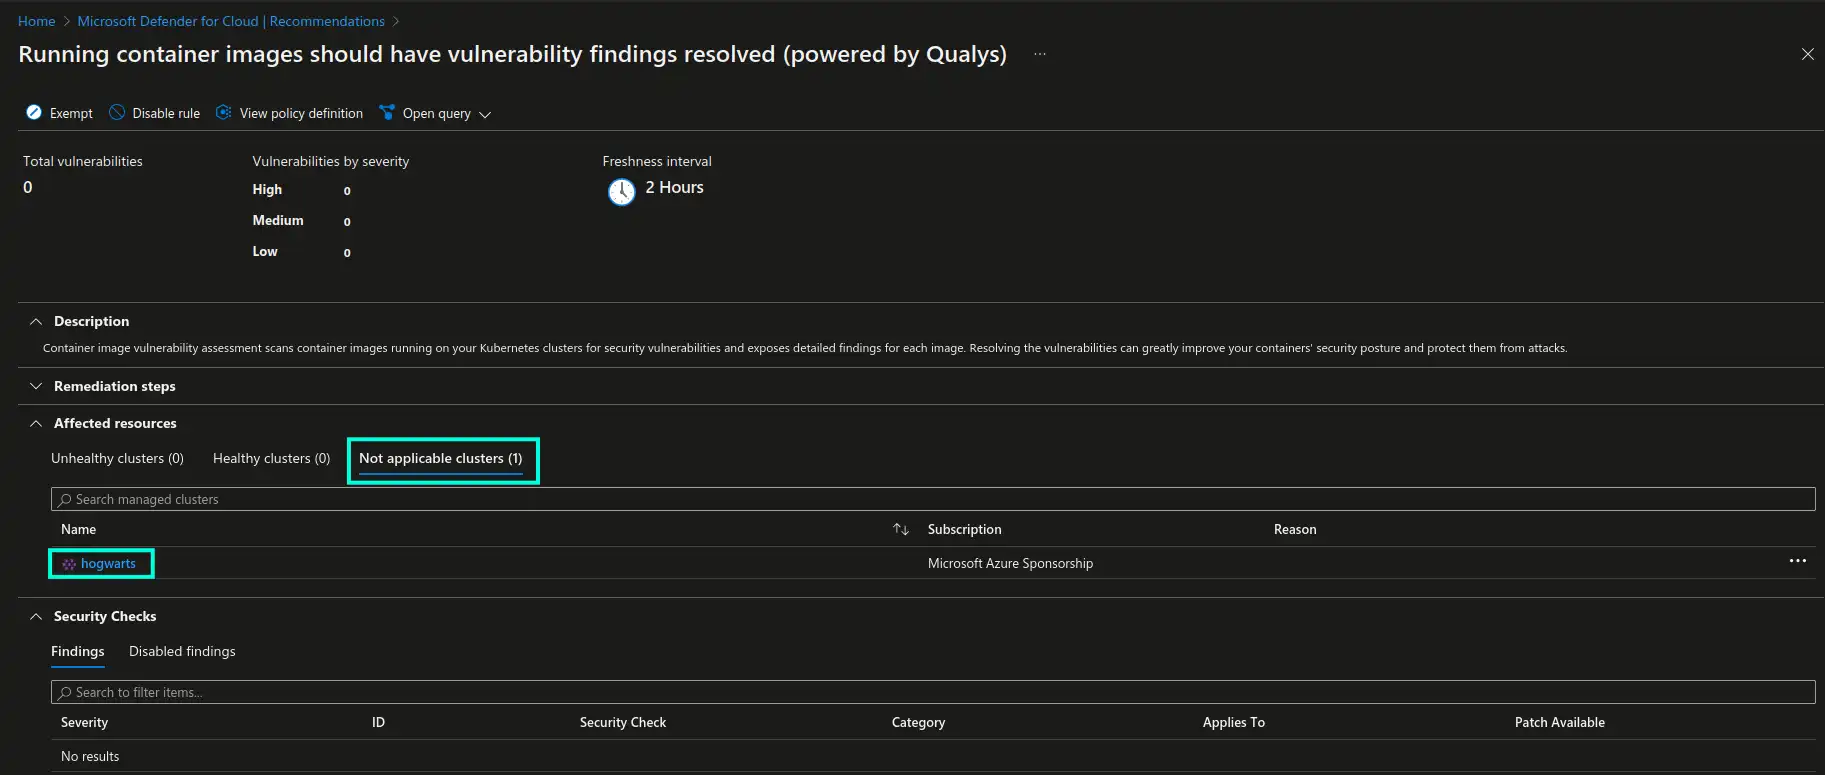 Home > Microsoft Defender for Cloud | Recommendations >
Running container images should have vulnerability findings resolved (powered by Qualys) ...
Exempt Disable rule View policy definition Open query
Total vulnerabilities Vulnerabilities by severity Freshness interval
0 High 0 2 Hours
Medium 0
Low 0
Description
Container image vulnerability assessment scans container images running on your Kubernetes clusters for security vulnerabilities and exposes detailed findings for each image. Resolving the vulnerabilities can greatly improve your containers' security posture and protect them from attacks.
Remediation steps
Affected resources
Unhealthy clusters (0) Healthy clusters (0) Not applicable clusters (1)
Search managed clusters
Name Subscription Reason
hogwarts Microsoft Azure Sponsorship ...
Security Checks
Findings Disabled findings
Search to filter items...
Severity ID Security Check Category Applies To Patch Available
No results